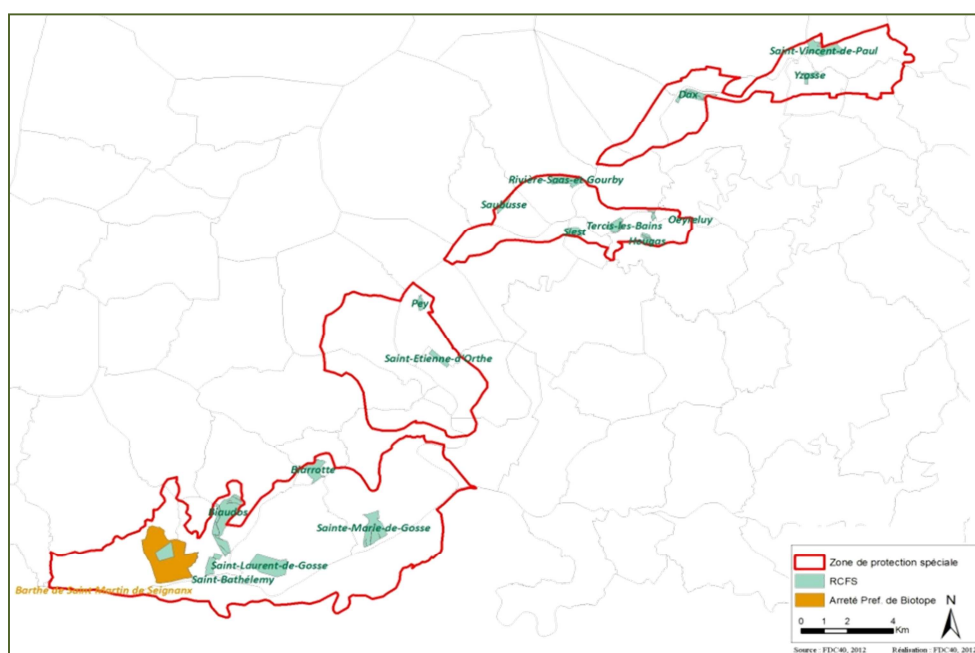 Saint-Vincent-de-Paul
Yzosse
Dax
Rivière-Saas-et-Gourby
Saubusse
Oeyreluy
Tercis-les-Bains
Siest
Heugas
Pey
Saint-Etienne-d'Orthe
Biarrotte
Biaudos
Sainte-Marie-de-Gosse
Saint-Laurent-de-Gosse
Saint-Bathélemy
Barthe de Saint Martin de Seignanx
Zone de protection spéciale
RCFS
Arreté Pref. de Biotope
N
0 1 2 4
Km
Source : FDC40, 2012 Réalisation : FDC40, 2012